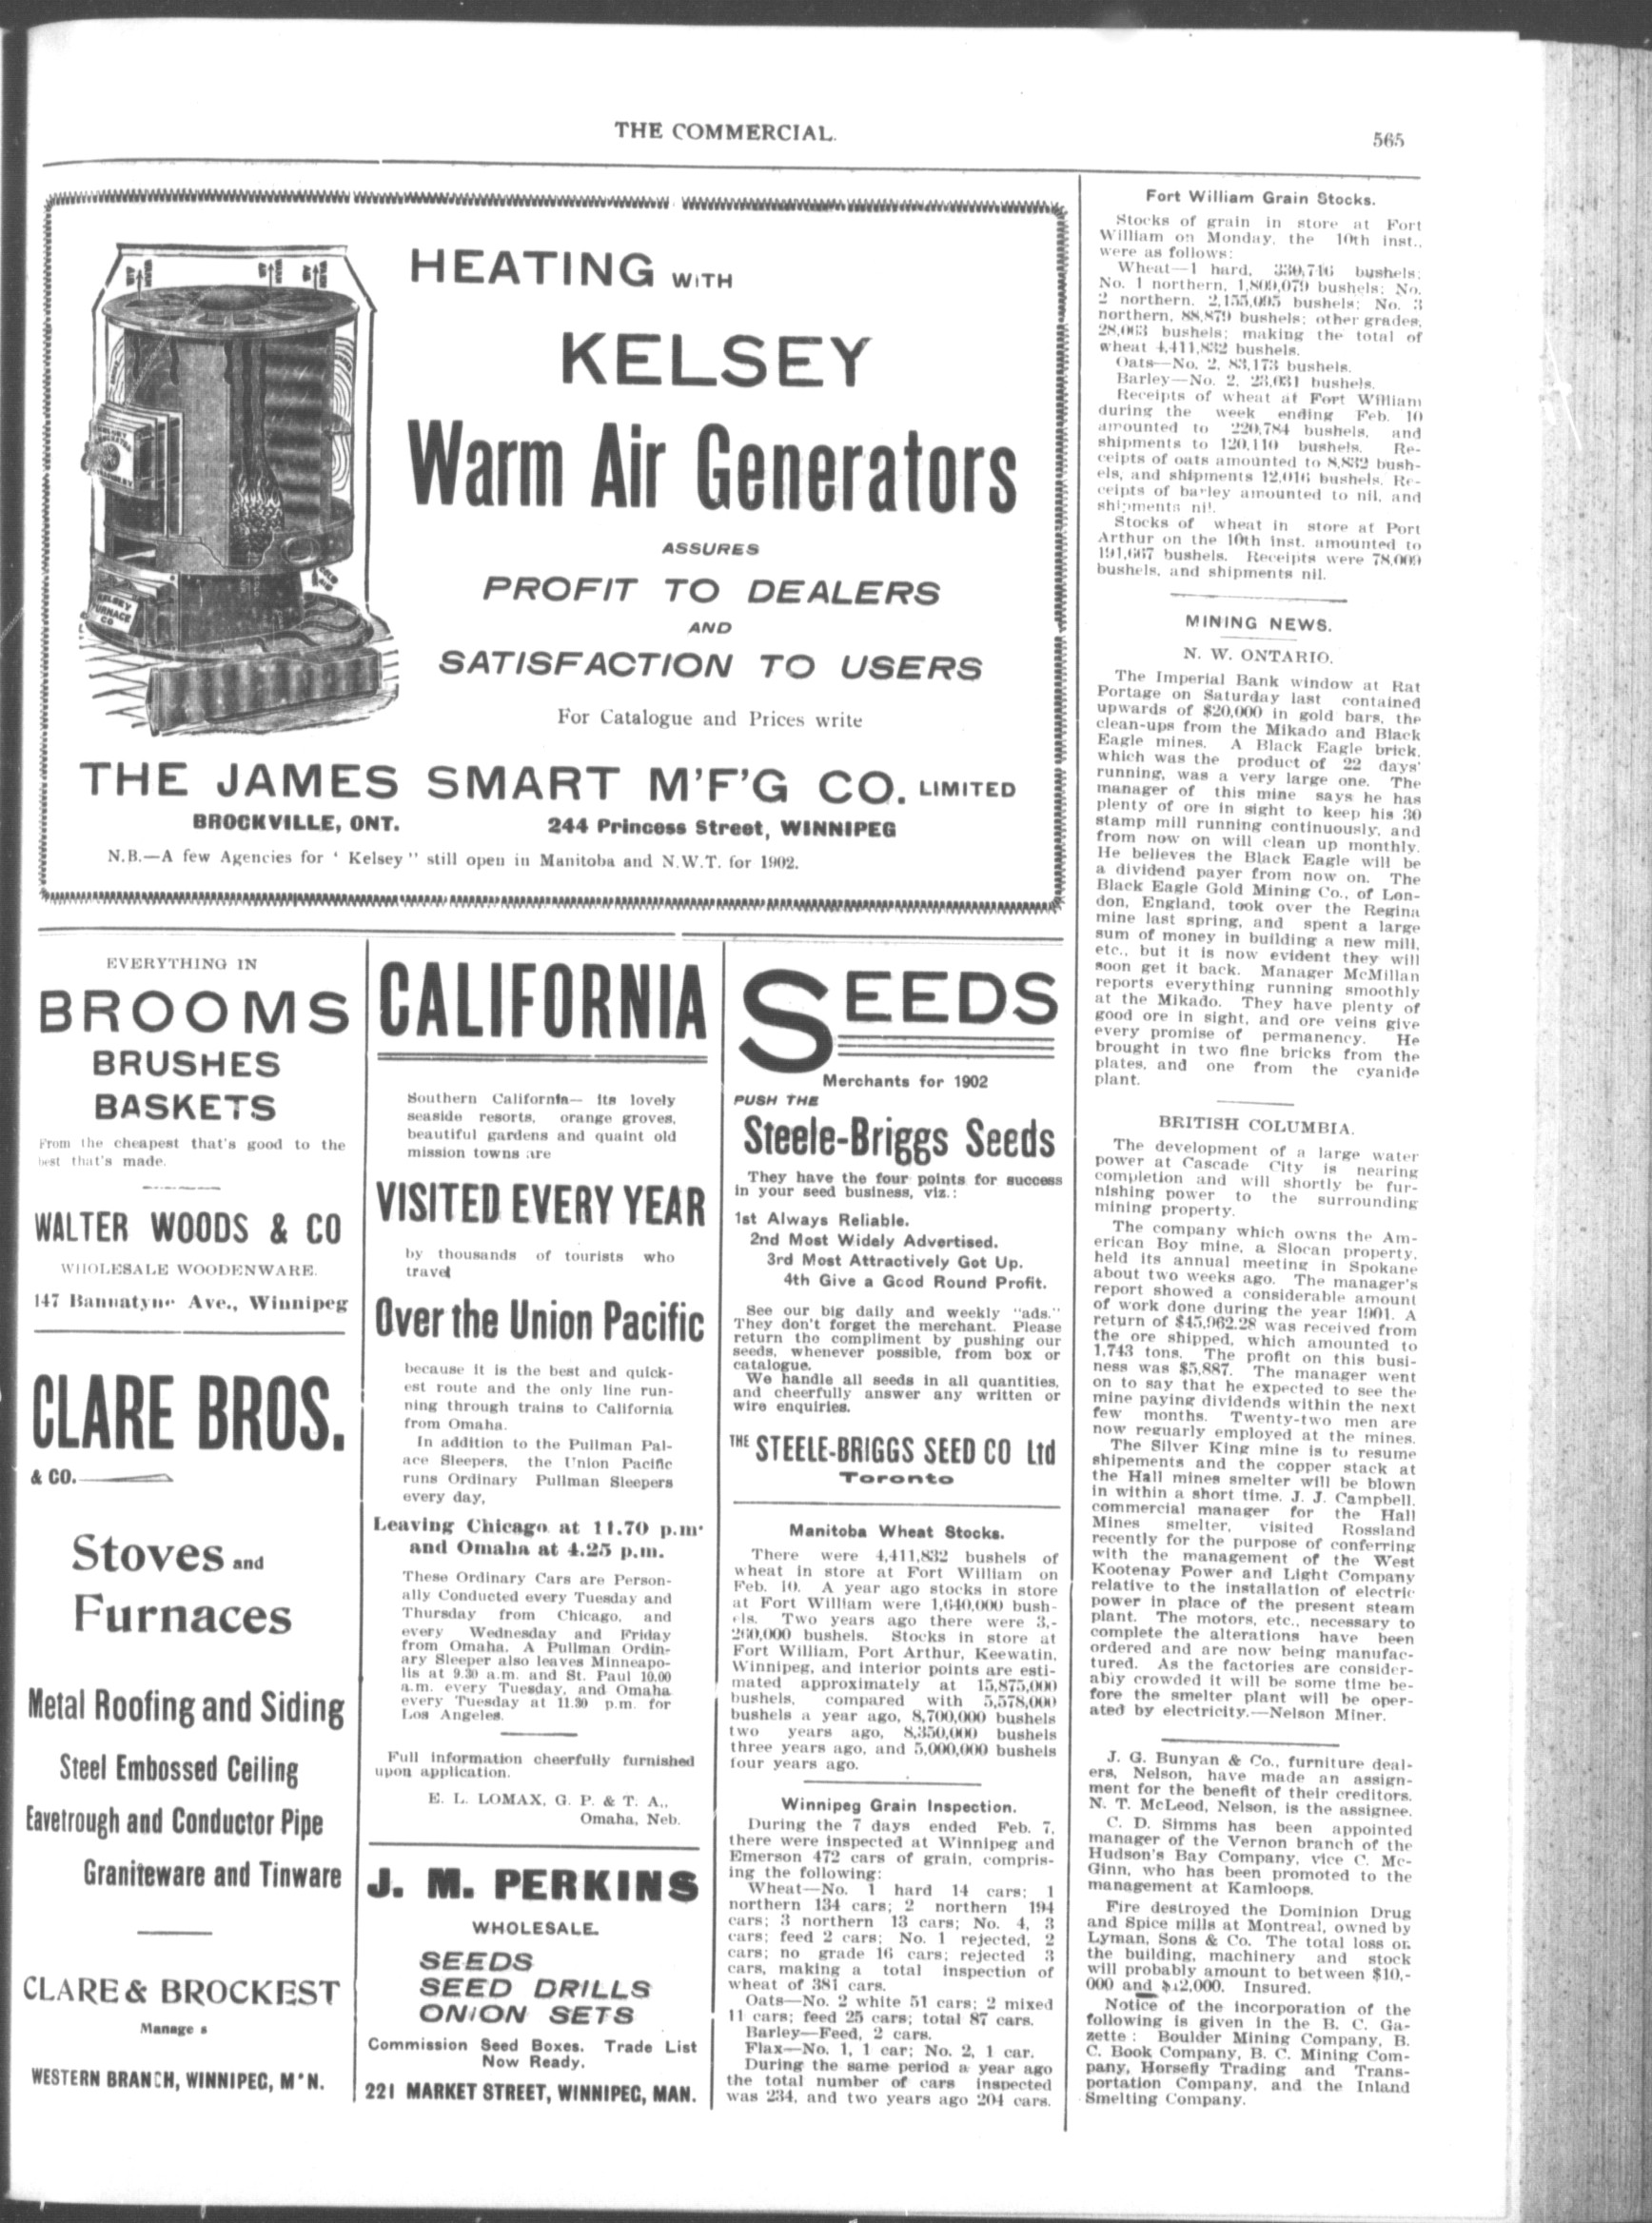 THE COMMERCIAL.
565
HEATING WITH
KELSEY
Warm Air Generators
ASSURES
PROFIT TO DEALERS
AND
SATISFACTION TO USERS
For Catalogue and Prices write
THE JAMES SMART M'F'G CO. LIMITED
BROCKVILLE, ONT. 244 Princess Street, WINNIPEG
N.B.—A few Agencies for ' Kelsey " still open in Manitoba and N.W.T. for 1902.
EVERYTHING IN
BROOMS
BRUSHES
BASKETS
From the cheapest that's good to the
best that's made.
WALTER WOODS & CO
WHOLESALE WOODENWARE.
147 Bannatyne Ave., Winnipeg
CLARE BROS.
& CO.
Stoves and
Furnaces
Metal Roofing and Siding
Steel Embossed Ceiling
Eavetrough and Conductor Pipe
Graniteware and Tinware
CLARE & BROCKEST
Manage s
WESTERN BRANCH, WINNIPEG, M'N.
CALIFORNIA
Southern California— its lovely
seaside resorts, orange groves,
beautiful gardens and quaint old
mission towns are
VISITED EVERY YEAR
by thousands of tourists who
travel
Over the Union Pacific
because it is the best and quick-
est route and the only line run-
ning through trains to California
from Omaha.
In addition to the Pullman Pal-
ace Sleepers, the Union Pacific
runs Ordinary Pullman Sleepers
every day,
Leaving Chicago at 11.70 p.m.
and Omaha at 4.25 p.m.
These Ordinary Cars are Person-
ally Conducted every Tuesday and
Thursday from Chicago, and
every Wednesday and Friday
from Omaha. A Pullman Ordin-
ary Sleeper also leaves Minneapo-
lis at 9.30 a.m. and St. Paul 10.00
a.m. every Tuesday, and Omaha
every Tuesday at 11.30 p.m. for
Los Angeles.
Full information cheerfully furnished
upon application.
E. L. LOMAX, G. P. & T. A.,
Omaha, Neb.
J. M. PERKINS
WHOLESALE.
SEEDS
SEED DRILLS
ONION SETS
Commission Seed Boxes. Trade List
Now Ready.
221 MARKET STREET, WINNIPEG, MAN.
SEEDS
Merchants for 1902
PUSH THE
Steele-Briggs Seeds
They have the four points for success
in your seed business, viz.:
1st Always Reliable.
2nd Most Widely Advertised.
3rd Most Attractively Got Up.
4th Give a Good Round Profit.
See our big daily and weekly "ads."
They don't forget the merchant. Please
return the compliment by pushing our
seeds, whenever possible, from box or
catalogue.
We handle all seeds in all quantities,
and cheerfully answer any written or
wire enquiries.
THE STEELE-BRIGGS SEED CO Ltd
Toronto
Manitoba Wheat Stocks.
There were 4,411,832 bushels of
wheat in store at Fort William on
Feb. 10. A year ago stocks in store
at Fort William were 1,640,000 bush-
els. Two years ago there were 3,-
260,000 bushels. Stocks in store at
Fort William, Port Arthur, Keewatin,
Winnipeg, and interior points are esti-
mated approximately at 15,875,000
bushels, compared with 5,578,000
bushels a year ago, 8,700,000 bushels
two years ago, 8,350,000 bushels
three years ago, and 5,000,000 bushels
four years ago.
Winnipeg Grain Inspection.
During the 7 days ended Feb. 7,
there were inspected at Winnipeg and
Emerson 472 cars of grain, compris-
ing the following:
Wheat—No. 1 hard 14 cars; 1
northern 134 cars; 2 northern 194
cars; 3 northern 13 cars; No. 4, 3
cars; feed 2 cars; No. 1 rejected, 2
cars; no grade 16 cars; rejected 3
cars, making a total inspection of
wheat of 381 cars.
Oats—No. 2 white 51 cars; 2 mixed
11 cars; feed 25 cars; total 87 cars.
Barley—Feed, 2 cars.
Flax—No. 1, 1 car; No. 2, 1 car.
During the same period a year ago
the total number of cars inspected
was 234, and two years ago 204 cars.
Fort William Grain Stocks.
Stocks of grain in store at Fort
William on Monday, the 10th inst.,
were as follows:
Wheat—1 hard, 330,716 bushels;
No. 1 northern, 1,809,079 bushels; No.
2 northern, 2,155,095 bushels; No. 3
northern, 88,879 bushels; other grades,
28,063 bushels; making the total of
wheat 4,411,832 bushels.
Oats—No. 2, 83,173 bushels.
Barley—No. 2, 23,031 bushels.
Receipts of wheat at Fort William
during the week ending Feb. 10
amounted to 220,784 bushels, and
shipments to 120,110 bushels. Re-
ceipts of oats amounted to 8,832 bush-
els, and shipments 12,016 bushels. Re-
ceipts of barley amounted to nil, and
shipments nil.
Stocks of wheat in store at Port
Arthur on the 10th inst. amounted to
191,667 bushels. Receipts were 78,009
bushels, and shipments nil.
MINING NEWS.
N. W. ONTARIO.
The Imperial Bank window at Rat
Portage on Saturday last contained
upwards of $20,000 in gold bars, the
clean-ups from the Mikado and Black
Eagle mines. A Black Eagle brick,
which was the product of 22 days'
running, was a very large one. The
manager of this mine says he has
plenty of ore in sight to keep his 30
stamp mill running continuously, and
from now on will clean up monthly.
He believes the Black Eagle will be
a dividend payer from now on. The
Black Eagle Gold Mining Co., of Lon-
don, England, took over the Regina
mine last spring, and spent a large
sum of money in building a new mill,
etc., but it is now evident they will
soon get it back. Manager McMillan
reports everything running smoothly
at the Mikado. They have plenty of
good ore in sight, and ore veins give
every promise of permanency. He
brought in two fine bricks from the
plates, and one from the cyanide
plant.
BRITISH COLUMBIA.
The development of a large water
power at Cascade City is nearing
completion and will shortly be fur-
nishing power to the surrounding
mining property.
The company which owns the Am-
erican Boy mine, a Slocan property,
held its annual meeting in Spokane
about two weeks ago. The manager's
report showed a considerable amount
of work done during the year 1901. A
return of $45,962.28 was received from
the ore shipped, which amounted to
1,743 tons. The profit on this busi-
ness was $5,887. The manager went
on to say that he expected to see the
mine paying dividends within the next
few months. Twenty-two men are
now reguarly employed at the mines.
The Silver King mine is to resume
shipements and the copper stack at
the Hall mines smelter will be blown
in within a short time. J. J. Campbell,
commercial manager for the Hall
Mines smelter, visited Rossland
recently for the purpose of conferring
with the management of the West
Kootenay Power and Light Company
relative to the installation of electric
power in place of the present steam
plant. The motors, etc., necessary to
complete the alterations have been
ordered and are now being manufac-
tured. As the factories are consider-
ably crowded it will be some time be-
fore the smelter plant will be oper-
ated by electricity.—Nelson Miner.
J. G. Bunyan & Co., furniture deal-
ers, Nelson, have made an assign-
ment for the benefit of their creditors.
N. T. McLeod, Nelson, is the assignee.
C. D. Simms has been appointed
manager of the Vernon branch of the
Hudson's Bay Company, vice C. Mc-
Ginn, who has been promoted to the
management at Kamloops.
Fire destroyed the Dominion Drug
and Spice mills at Montreal, owned by
Lyman, Sons & Co. The total loss on
the building, machinery and stock
will probably amount to between $10,-
000 and $12,000. Insured.
Notice of the incorporation of the
following is given in the B. C. Ga-
zette: Boulder Mining Company, B.
C. Book Company, B. C. Mining Com-
pany, Horsefly Trading and Trans-
portation Company, and the Inland
Smelting Company.